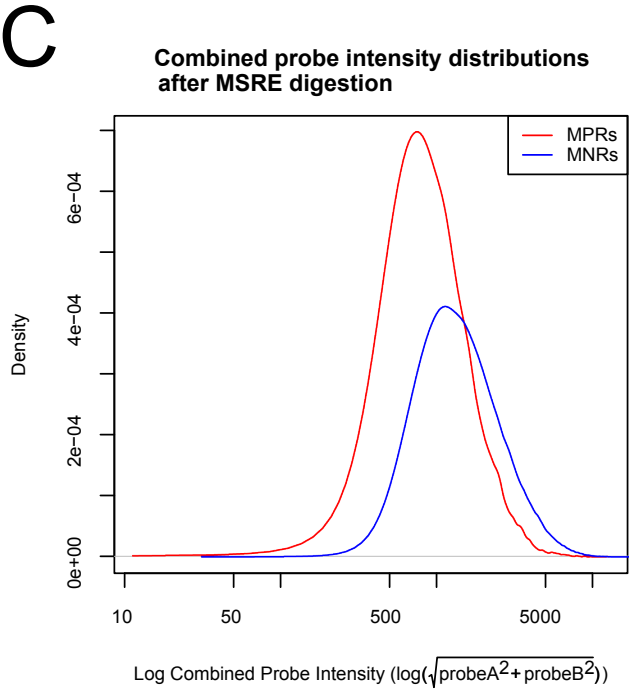 C
Combined probe intensity distributions
after MSRE digestion
MPRs
MNRs
Density
6e−04
4e−04
2e−04
0e+00
10 50 500 5000
Log Combined Probe Intensity (log(√probeA²+probeB²))